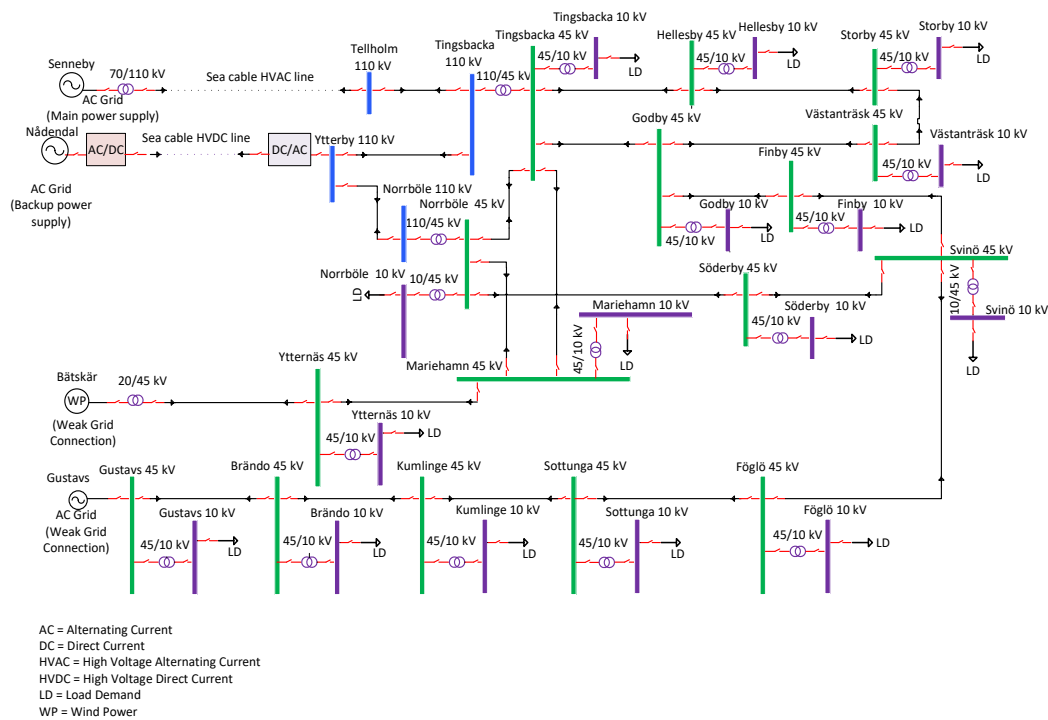 Tingsbacka 10 kV
Tingsbacka 45 kV
Hellesby 45 kV
Hellesby 10 kV
Storby 10 kV
Storby 45 kV
Tingsbacka
110 kV
Tellholm
110 kV
Senneby
70/110 kV
Sea cable HVAC line
110/45 kV
45/10 kV
LD
45/10 kV
LD
45/10 kV
LD
AC Grid
(Main power supply)
Nådendal
Sea cable HVDC line
AC/DC
DC/AC
Ytterby 110 kV
Godby 45 kV
Västanträsk 45 kV
Västanträsk 10 kV
Finby 45 kV
45/10 kV
LD
AC Grid
(Backup power
supply)
Norrböle 110 kV
Norrböle 45 kV
110/45 kV
Godby 10 kV
45/10 kV
LD
Finby 10 kV
45/10 kV
LD
Svinö 45 kV
Norrböle 10 kV
LD
10/45 kV
Söderby 45 kV
Mariehamn 10 kV
45/10 kV
LD
Söderby 10 kV
45/10 kV
LD
10/45 kV
Svinö 10 kV
LD
Ytternäs 45 kV
Mariehamn 45 kV
Bätskär
20/45 kV
WP
(Weak Grid
Connection)
Ytternäs 10 kV
45/10 kV
LD
Gustavs 45 kV
Brändo 45 kV
Kumlinge 45 kV
Sottunga 45 kV
Föglö 45 kV
Gustavs
AC Grid
(Weak Grid
Connection)
Gustavs 10 kV
45/10 kV
LD
Brändo 10 kV
45/10 kV
LD
Kumlinge 10 kV
45/10 kV
LD
Sottunga 10 kV
45/10 kV
LD
Föglö 10 kV
45/10 kV
LD
AC = Alternating Current
DC = Direct Current
HVAC = High Voltage Alternating Current
HVDC = High Voltage Direct Current
LD = Load Demand
WP = Wind Power